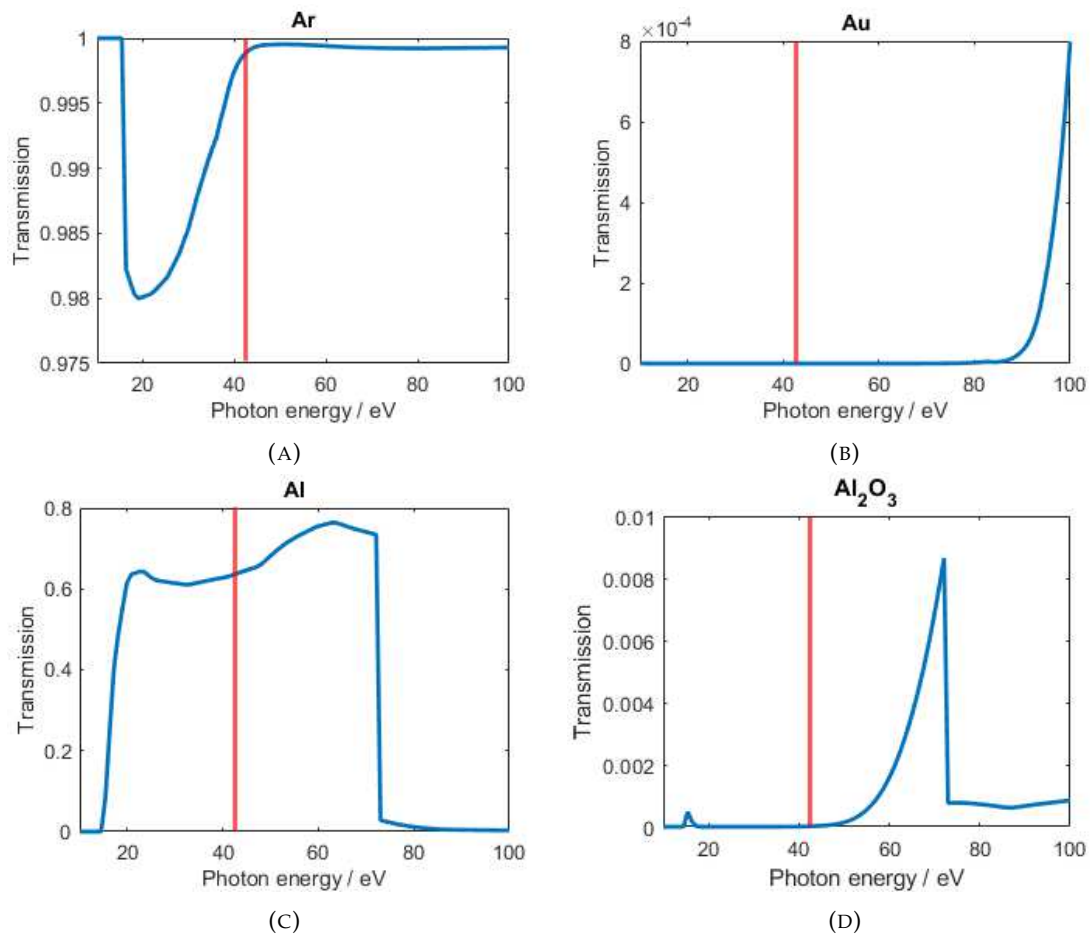 Ar
1
0.995
0.99
0.985
0.98
0.975
Transmission
20 40 60 80 100
Photon energy / eV
(A)
×10⁻⁴
Au
8
6
4
2
0
Transmission
20 40 60 80 100
Photon energy / eV
(B)
Al
0.8
0.6
0.4
0.2
0
Transmission
20 40 60 80 100
Photon energy / eV
(C)
Al₂O₃
0.01
0.008
0.006
0.004
0.002
0
Transmission
20 40 60 80 100
Photon energy / eV
(D)